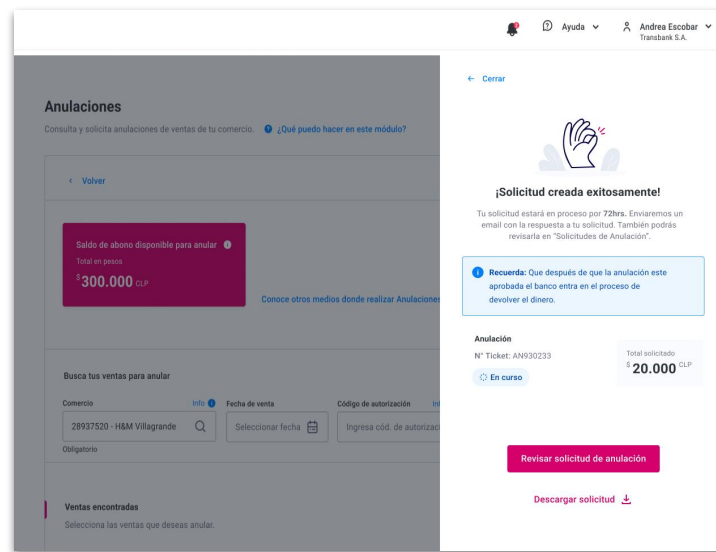 Ayuda
Andrea Escobar
Transbank S.A.
Anulaciones
Consulta y solicita anulaciones de ventas de tu comercio. ¿Qué puedo hacer en este módulo?
Volver
Saldo de abono disponible para anular
Total en pesos
$300.000 CLP
Conoce otros medios donde realizar Anulaciones
Busca tus ventas para anular
Comercio Info
Fecha de venta
Código de autorización
28937520 - H&M Villagrande
Seleccionar fecha
Ingresa cód. de
Obligatorio
Ventas encontradas
Selecciona las ventas que deseas anular.
Cerrar
¡Solicitud creada exitosamente!
Tu solicitud estará en proceso por 72hrs. Enviaremos un
email con la respuesta a tu solicitud. También podrás
revisarla en "Solicitudes de Anulación".
Recuerda: Que después de que la anulación este
aprobada el banco entra en el proceso de
devolver el dinero.
Anulación
N° Ticket: AN930233
En curso
Total solicitado
$ 20.000 CLP
Revisar solicitud de anulación
Descargar solicitud